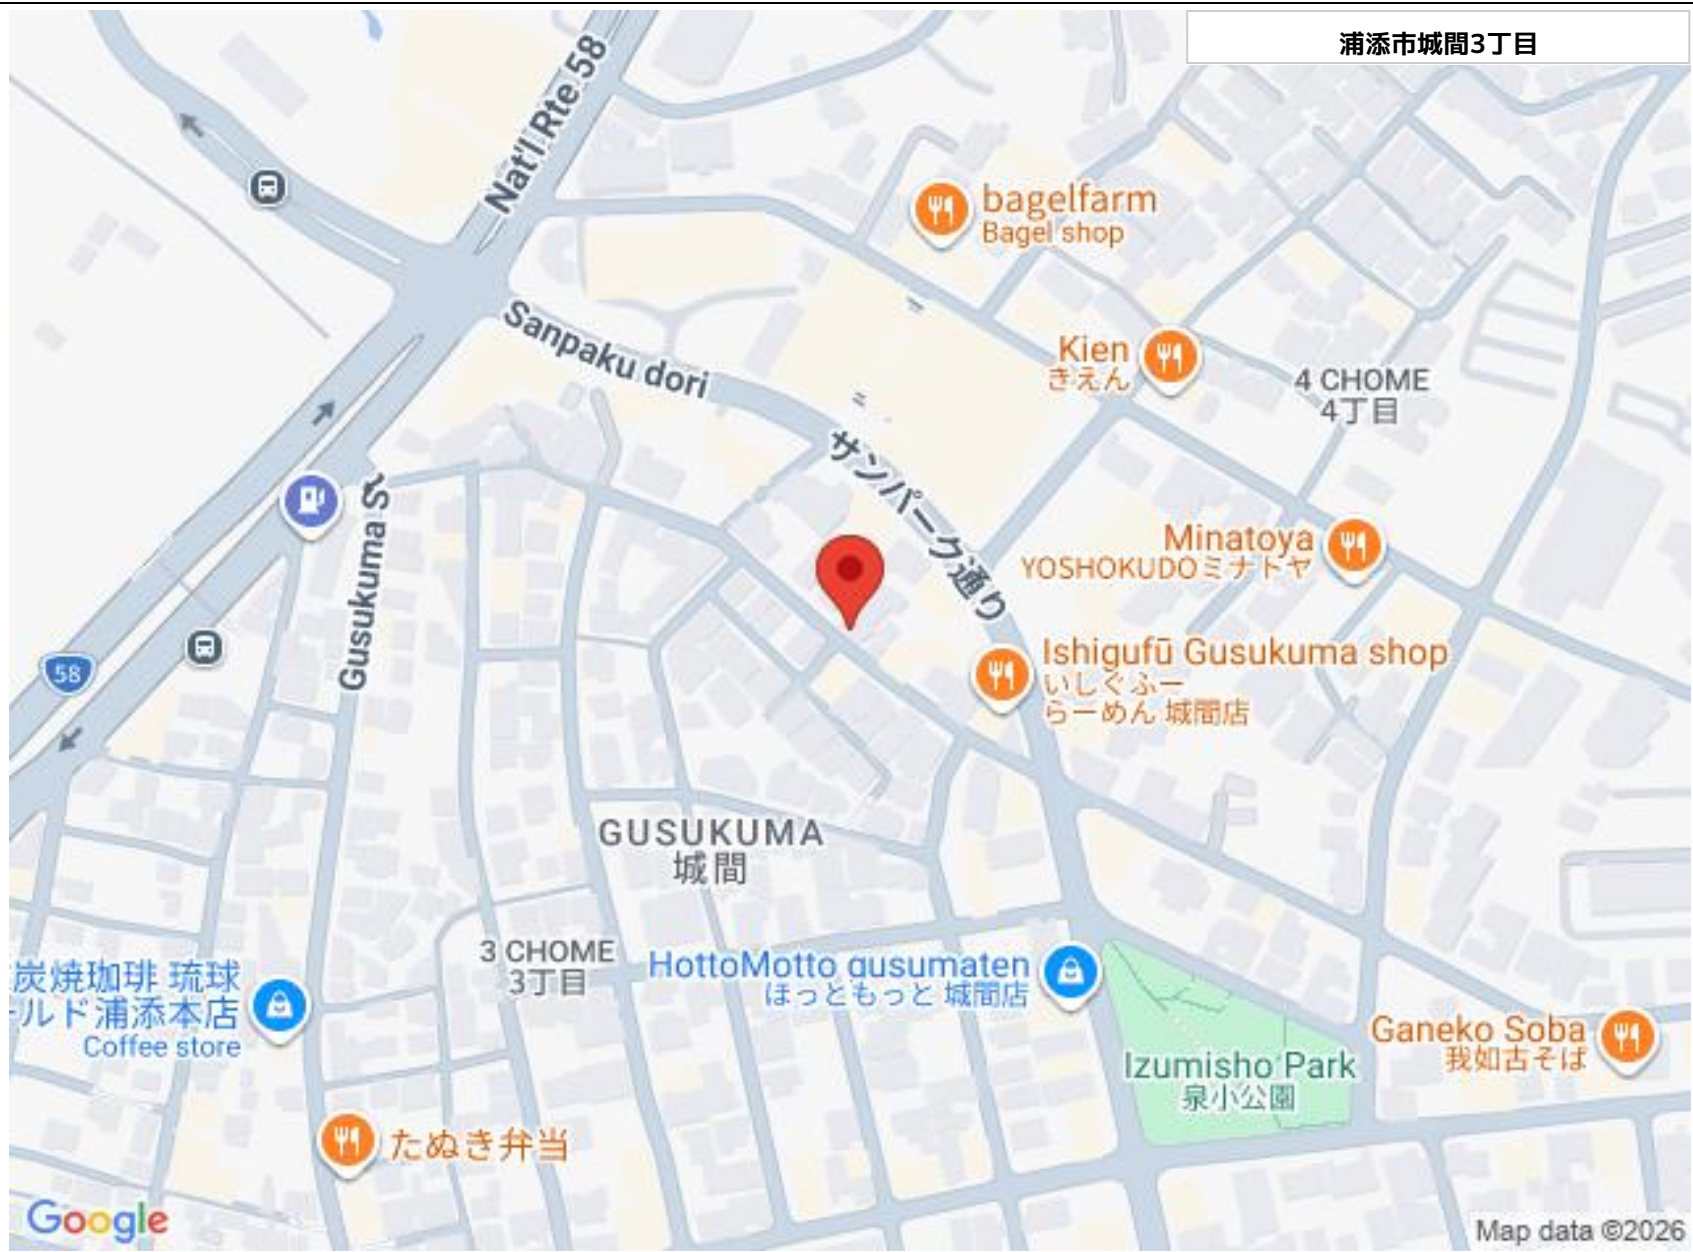 浦添市城間3丁目
Nat'l Rte 58
bagelfarm
Bagel shop
Sanpaku dori
Kien
きえん
4 CHOME
4丁目
サンパーク通り
Gusukuma St
Minatoya
YOSHOKUDOミナトヤ
58
Ishigufū Gusukuma shop
いしぐふー
らーめん 城間店
GUSUKUMA
城間
3 CHOME
3丁目
HottoMotto gusumaten
ほっともっと 城間店
炭焼珈琲 琉球
ールド浦添本店
Coffee store
Ganeko Soba
我如古そば
Izumisho Park
泉小公園
たぬき弁当
Google
Map data ©2026